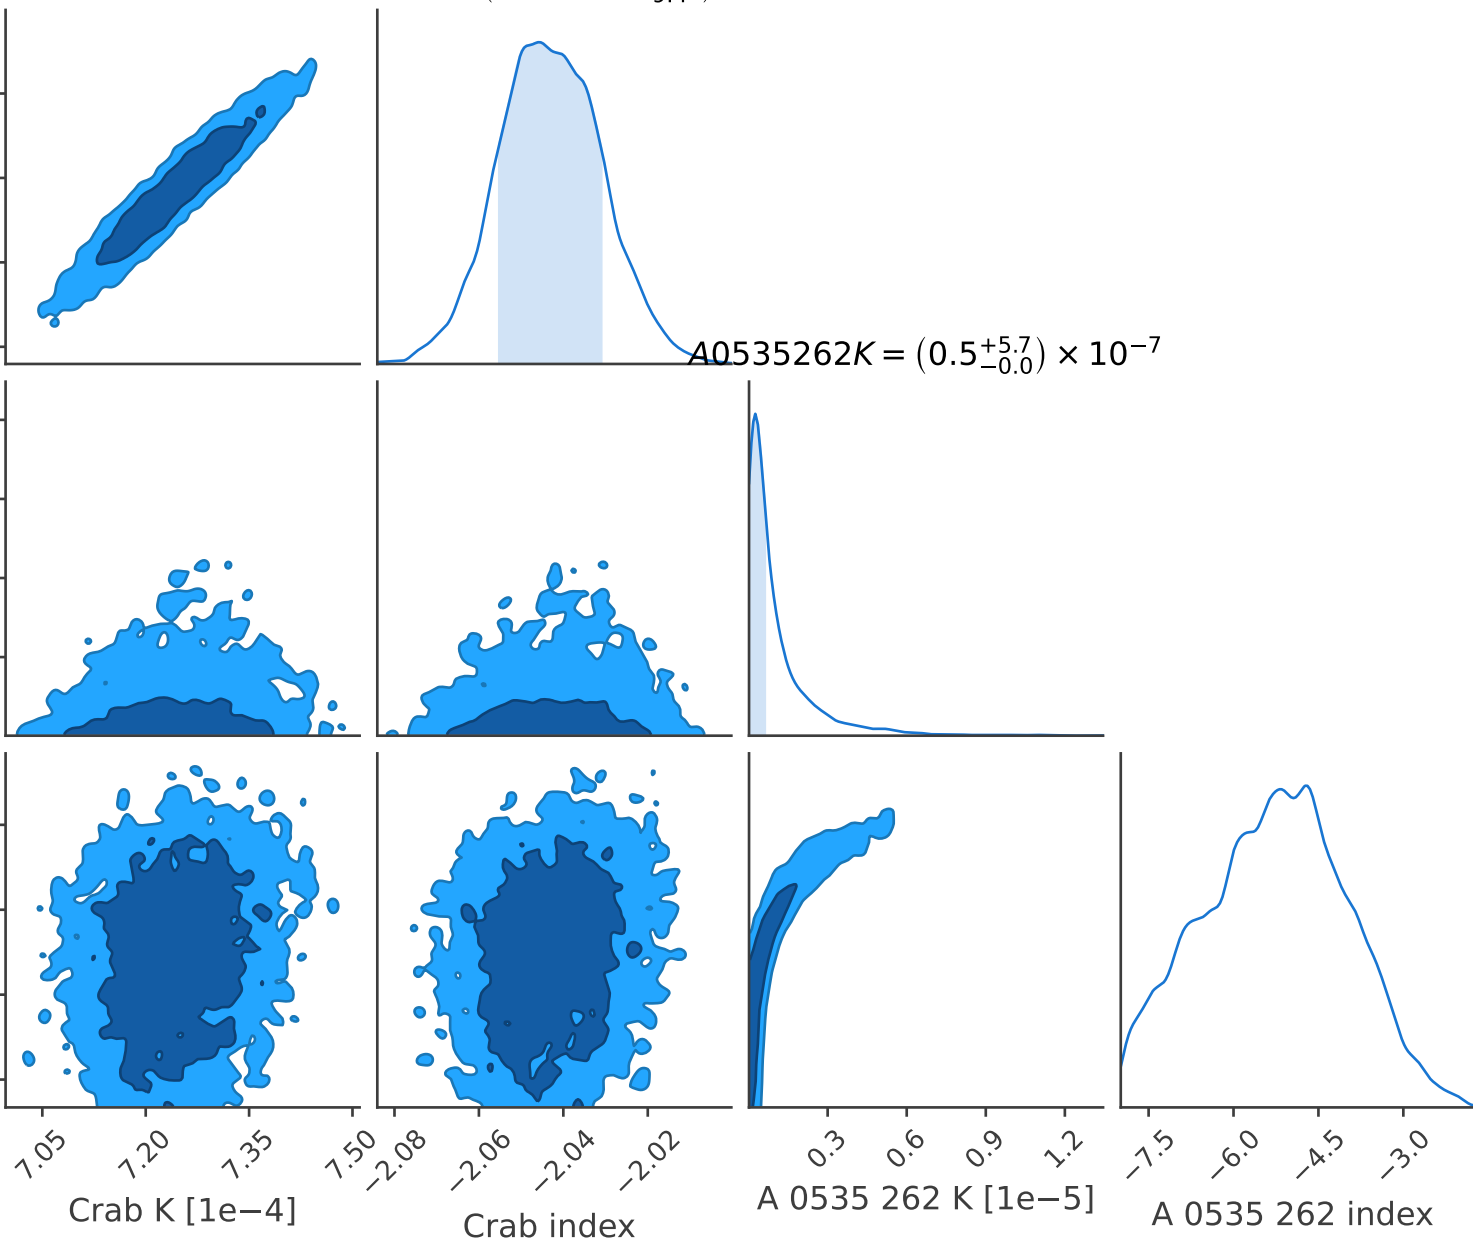 A0535262K = (0.5 +5.7 −0.0) × 10−7
7.05 7.20 7.35 7.50 −2.08 −2.06 −2.04 −2.02 0.3 0.6 0.9 1.2 −7.5 −6.0 −4.5 −3.0
Crab K [1e−4] Crab index A 0535 262 K [1e−5] A 0535 262 index